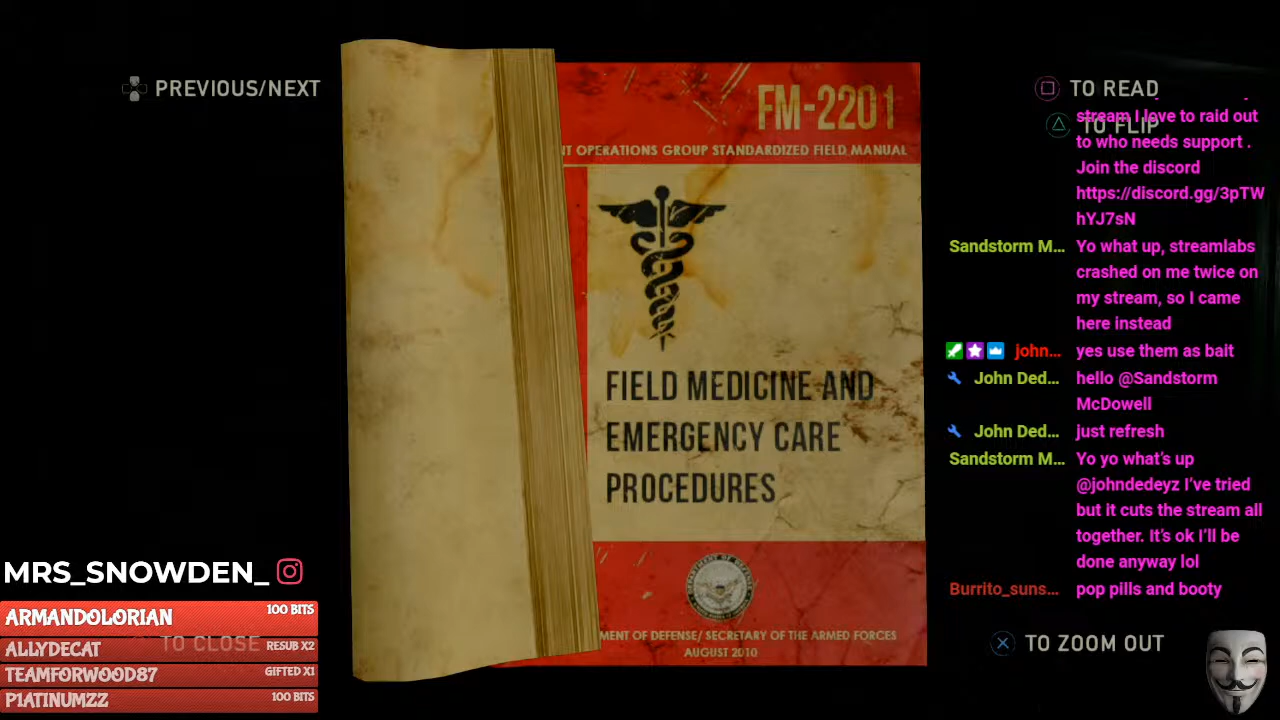 PREVIOUS/NEXT
FM-2201
NT OPERATIONS GROUP STANDARDIZED FIELD MANUAL
FIELD MEDICINE AND
EMERGENCY CARE
PROCEDURES
MENT OF DEFENSE/ SECRETARY OF THE ARMED FORCES
AUGUST 2010
TO READ
TO FLIP
stream I love to raid out
to who needs support .
Join the discord
https://discord.gg/3pTW
hYJ7sN
Sandstorm M... Yo what up, streamlabs
crashed on me twice on
my stream, so I came
here instead
john... yes use them as bait
John Ded... hello @Sandstorm
McDowell
John Ded... just refresh
Sandstorm M... Yo yo what's up
@johndedeyz I've tried
but it cuts the stream all
together. It's ok I'll be
done anyway lol
Burrito_suns... pop pills and booty
TO ZOOM OUT
MRS_SNOWDEN_
ARMANDOLORIAN 100 BITS
TO CLOSE
ALLYDECAT RESUB X2
TEAMFORWOOD87 GIFTED X1
P1ATINUMZZ 100 BITS